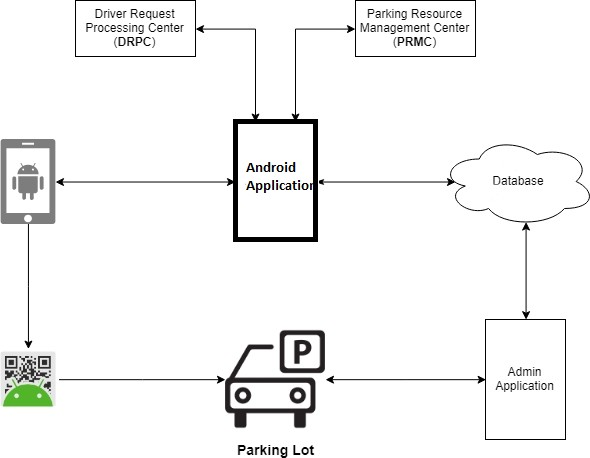 Driver Request
Processing Center
(DRPC)
Parking Resource
Management Center
(PRMC)
Android
Application
Database
P
Admin
Application
Parking Lot